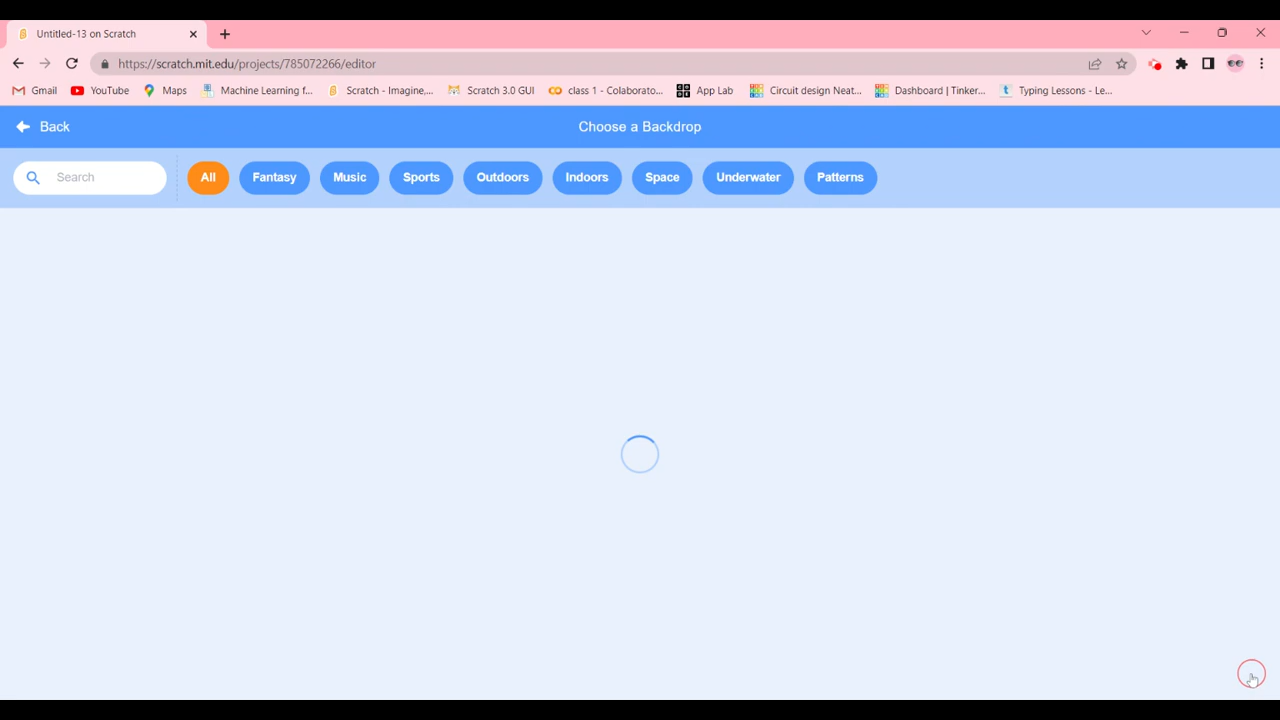 Untitled-13 on Scratch
https://scratch.mit.edu/projects/785072266/editor
Gmail YouTube Maps Machine Learning f... Scratch - Imagine,... Scratch 3.0 GUI class 1 - Colaborato... App Lab Circuit design Neat... Dashboard | Tinker... Typing Lessons - Le...
Back Choose a Backdrop
Search All Fantasy Music Sports Outdoors Indoors Space Underwater Patterns